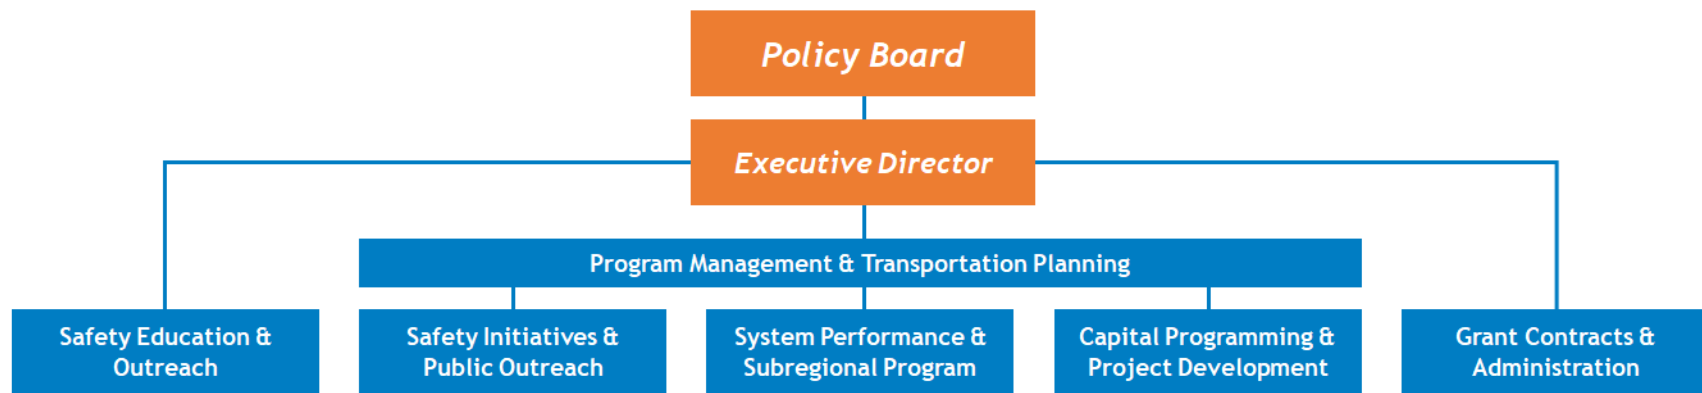 Policy Board
Executive Director
Program Management & Transportation Planning
Safety Education &
Outreach
Safety Initiatives &
Public Outreach
System Performance &
Subregional Program
Capital Programming &
Project Development
Grant Contracts &
Administration